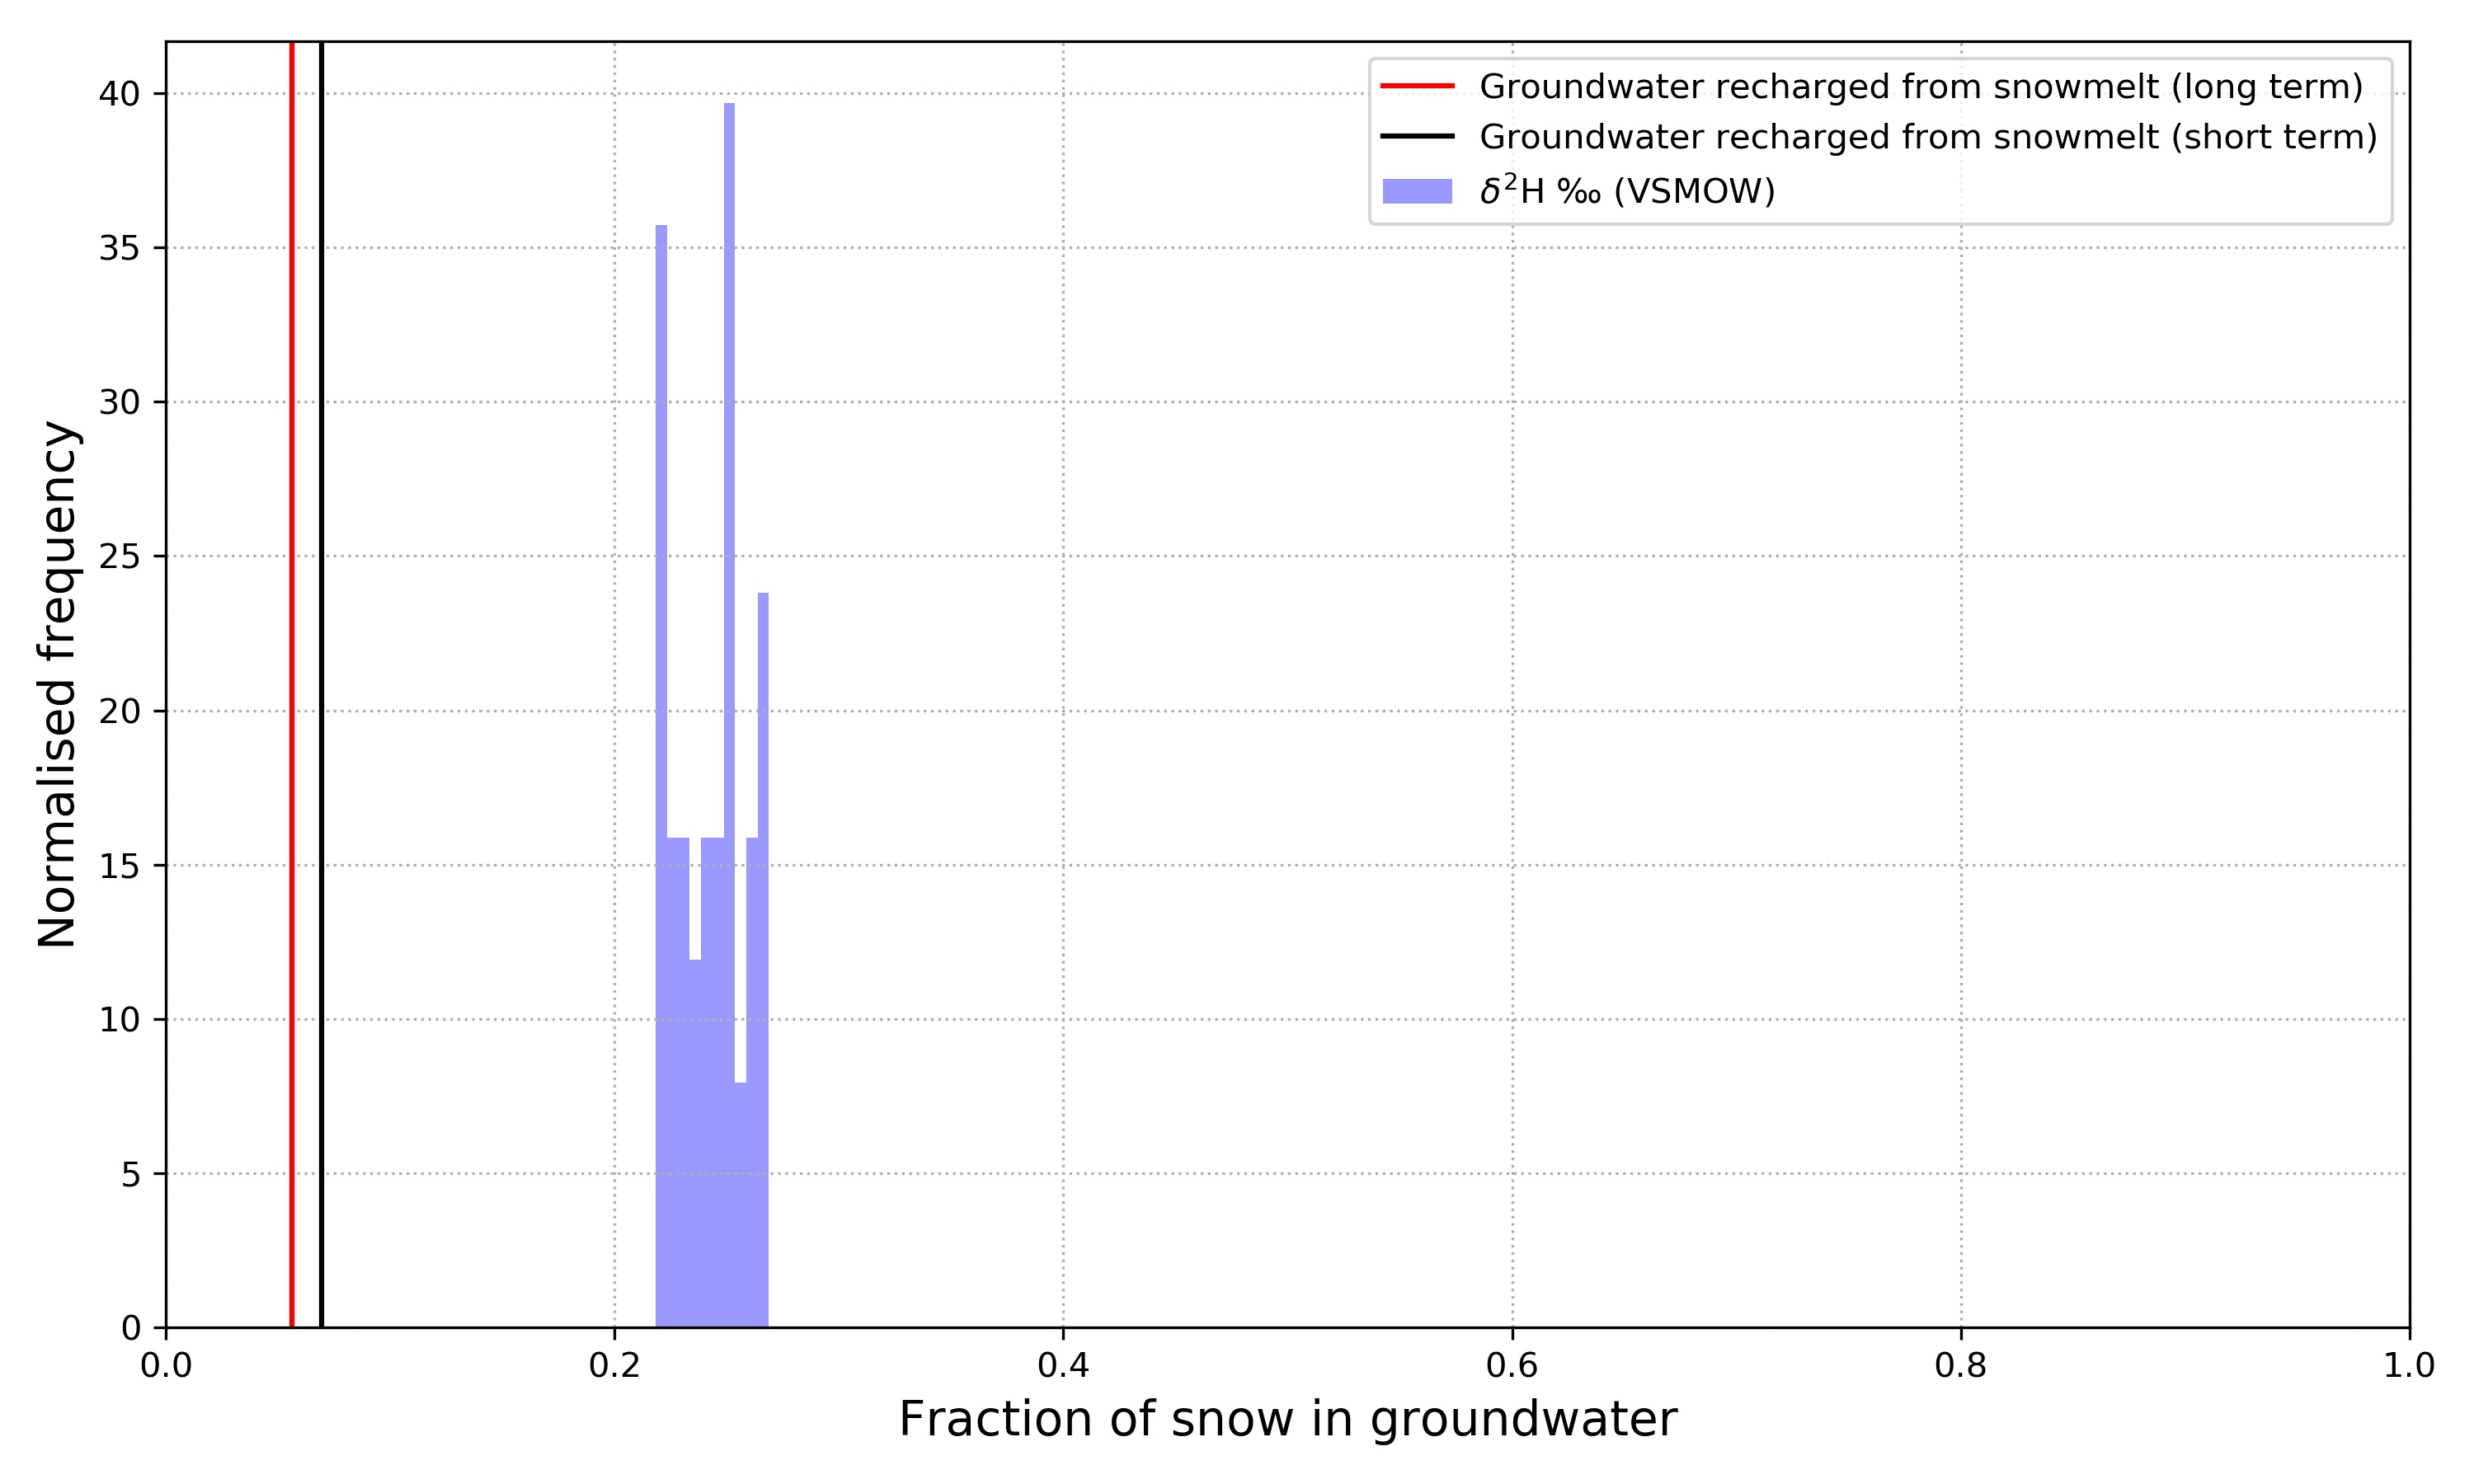 Groundwater recharged from snowmelt (long term)
Groundwater recharged from snowmelt (short term)
δ²H ‰ (VSMOW)
Normalised frequency
40
35
30
25
20
15
10
5
0
0.0 0.2 0.4 0.6 0.8 1.0
Fraction of snow in groundwater